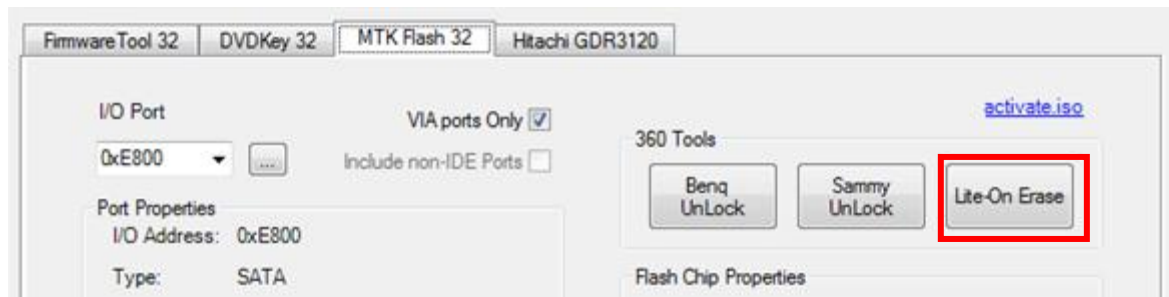 FirmwareTool 32 DVDKey 32 MTK Flash 32 Hitachi GDR3120
I/O Port
VIA ports Only
activate.iso
0xE800 ...
Include non-IDE Ports
360 Tools
Benq UnLock
Sammy UnLock
Lite-On Erase
Port Properties
I/O Address: 0xE800
Type: SATA
Flash Chip Properties